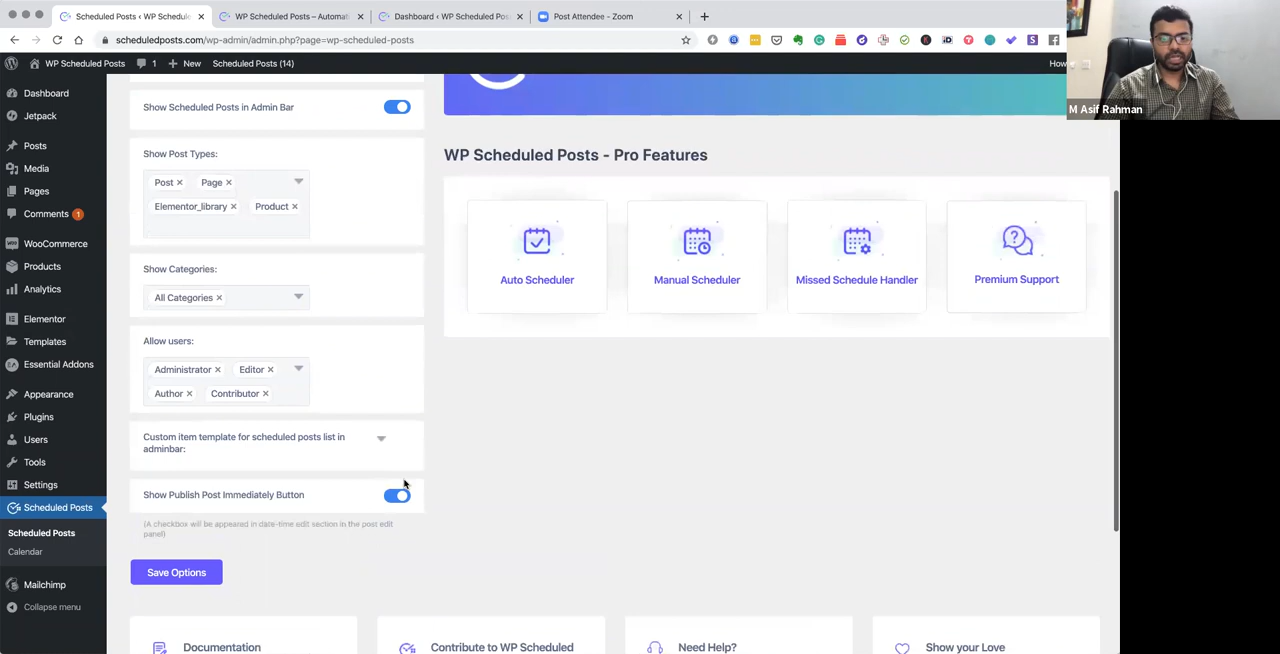 Scheduled Posts ‹ WP Schedule
WP Scheduled Posts – Automat
Dashboard ‹ WP Scheduled Pos
Post Attendee - Zoom
scheduledposts.com/wp-admin/admin.php?page=wp-scheduled-posts
WP Scheduled Posts
1
New
Scheduled Posts (14)
How
M Asif Rahman
Dashboard
Jetpack
Posts
Media
Pages
Comments 1
WooCommerce
Products
Analytics
Elementor
Templates
Essential Addons
Appearance
Plugins
Users
Tools
Settings
Scheduled Posts
Scheduled Posts
Calendar
Mailchimp
Collapse menu
Show Scheduled Posts in Admin Bar
Show Post Types:
Post × Page ×
Elementor_library × Product ×
Show Categories:
All Categories ×
Allow users:
Administrator × Editor ×
Author × Contributor ×
Custom item template for scheduled posts list in
adminbar:
Show Publish Post Immediately Button
(A checkbox will be appeared in date-time edit section in the post edit
panel)
Save Options
WP Scheduled Posts - Pro Features
Auto Scheduler
Manual Scheduler
Missed Schedule Handler
Premium Support
Documentation
Contribute to WP Scheduled
Need Help?
Show your Love